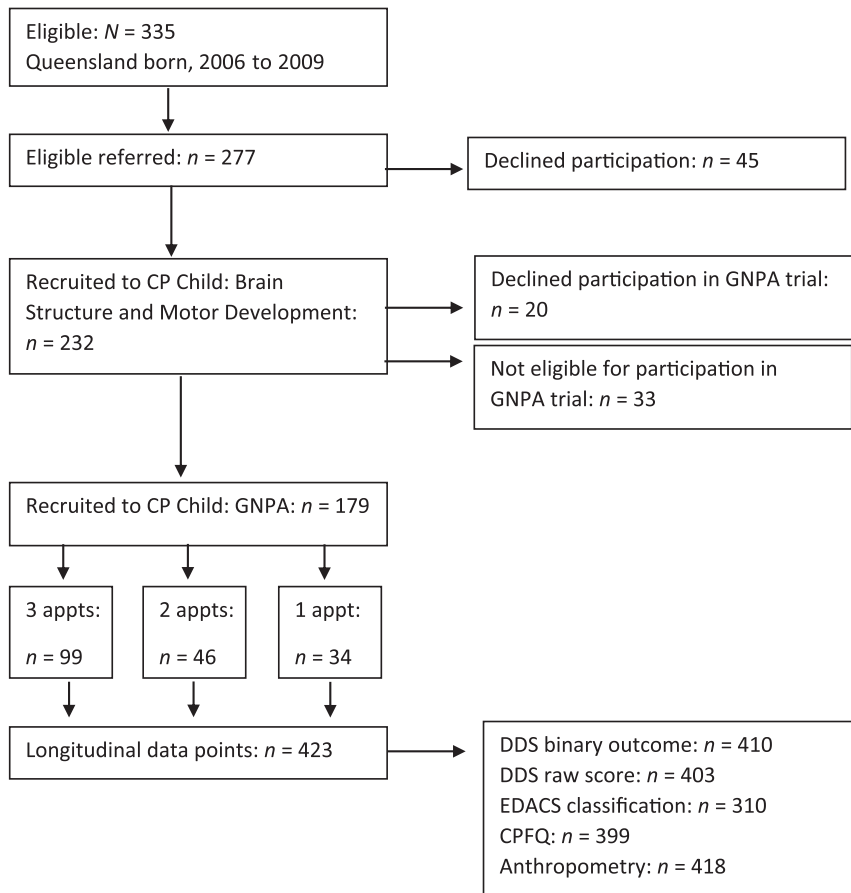 Eligible: N = 335
Queensland born, 2006 to 2009
Eligible referred: n = 277
Declined participation: n = 45
Recruited to CP Child: Brain
Structure and Motor Development:
n = 232
Declined participation in GNPA trial:
n = 20
Not eligible for participation in
GNPA trial: n = 33
Recruited to CP Child: GNPA: n = 179
3 appts:
n = 99
2 appts:
n = 46
1 appt:
n = 34
Longitudinal data points: n = 423
DDS binary outcome: n = 410
DDS raw score: n = 403
EDACS classification: n = 310
CPFQ: n = 399
Anthropometry: n = 418